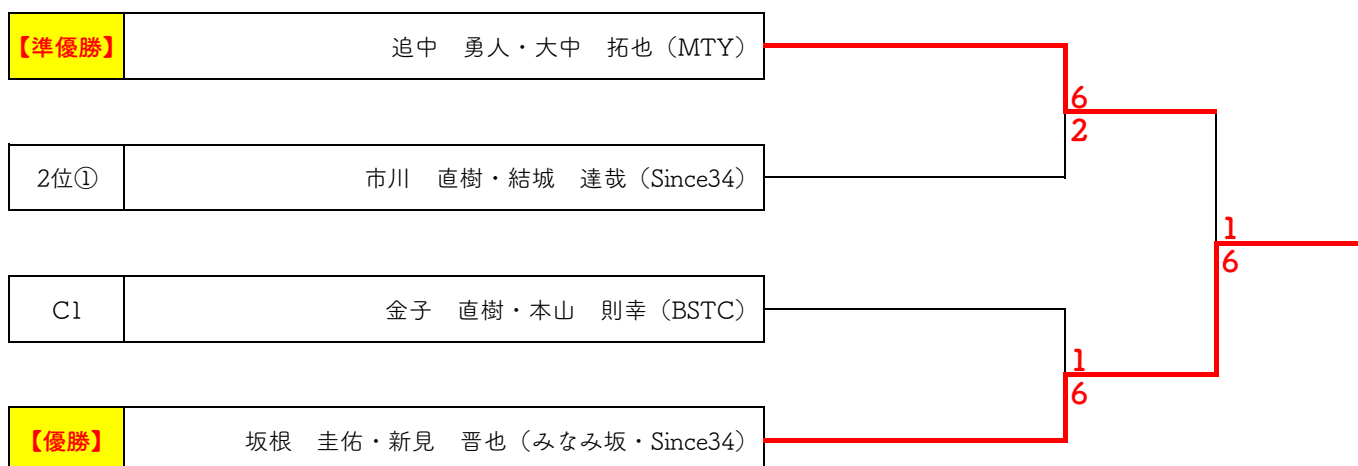 【準優勝】 追中　勇人・大中　拓也（MTY）
6
2
2位① 市川　直樹・結城　達哉（Since34）
1
6
C1 金子　直樹・本山　則幸（BSTC）
1
6
【優勝】 坂根　圭佑・新見　晋也（みなみ坂・Since34）